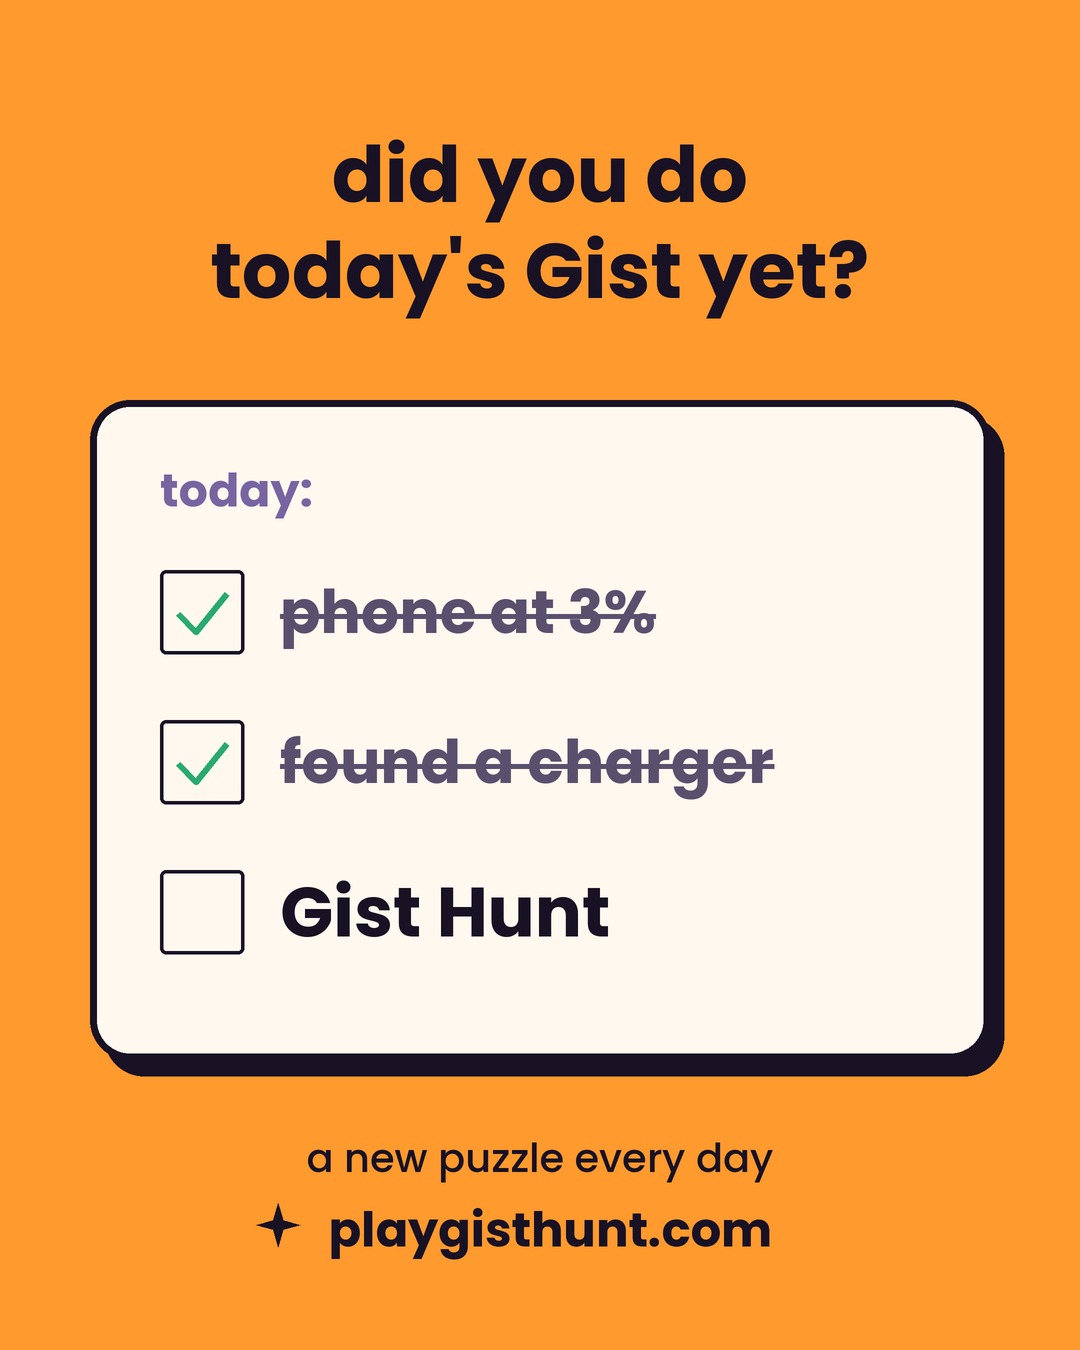 did you do
today's Gist yet?
today:
phone at 3%
found a charger
Gist Hunt
a new puzzle every day
playgisthunt.com